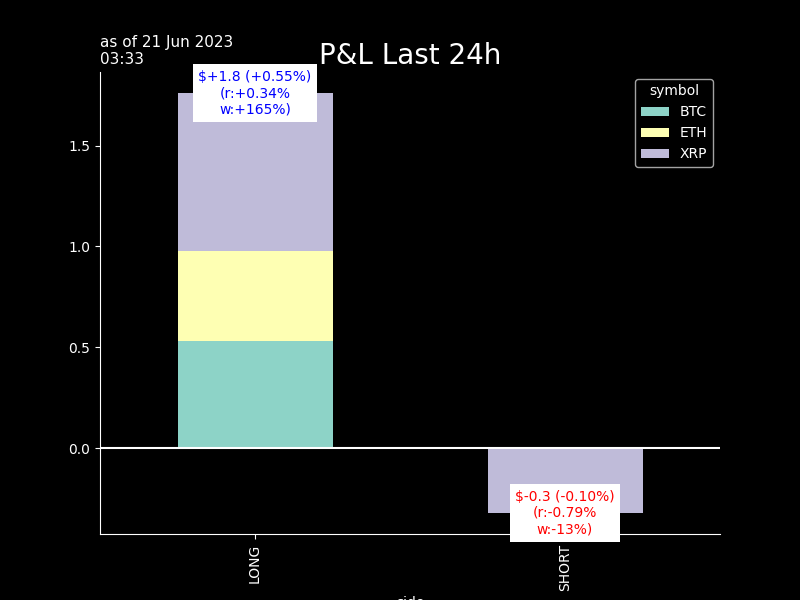 as of 21 Jun 2023
03:33
P&L Last 24h
$+1.8 (+0.55%)
(r:+0.34%
w:+165%)
symbol
BTC
ETH
XRP
1.5
1.0
0.5
0.0
$-0.3 (-0.10%)
(r:-0.79%
w:-13%)
LONG
SHORT
side